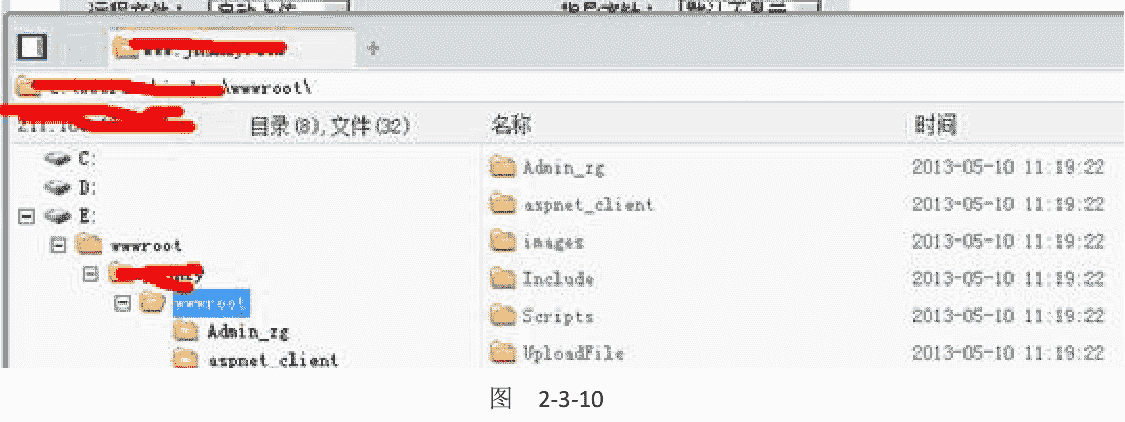 +
\wwwroot\
目录(8),文件(32)
名称
时间
C:
D:
E:
wwwroot
wwwroot
Admin_rg
aspnet_client
Admin_rg 2013-05-10 11:19:22
aspnet_client 2013-05-10 11:19:22
images 2013-05-10 11:19:22
Include 2013-05-10 11:19:22
Scripts 2013-05-10 11:19:22
UploadFile 2013-05-10 11:19:22
图 2-3-10